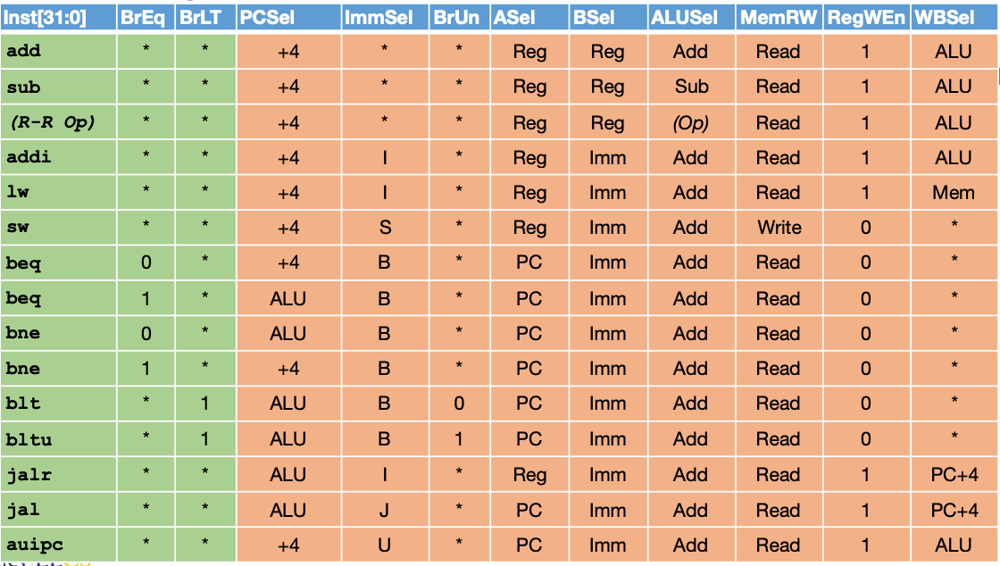 Inst[31:0] BrEq BrLT PCSel ImmSel BrUn ASel BSel ALUSel MemRW RegWEn WBSel
add * * +4 * * Reg Reg Add Read 1 ALU
sub * * +4 * * Reg Reg Sub Read 1 ALU
(R-R Op) * * +4 * * Reg Reg (Op) Read 1 ALU
addi * * +4 I * Reg Imm Add Read 1 ALU
lw * * +4 I * Reg Imm Add Read 1 Mem
sw * * +4 S * Reg Imm Add Write 0 *
beq 0 * +4 B * PC Imm Add Read 0 *
beq 1 * ALU B * PC Imm Add Read 0 *
bne 0 * ALU B * PC Imm Add Read 0 *
bne 1 * +4 B * PC Imm Add Read 0 *
blt * 1 ALU B 0 PC Imm Add Read 0 *
bltu * 1 ALU B 1 PC Imm Add Read 0 *
jalr * * ALU I * Reg Imm Add Read 1 PC+4
jal * * ALU J * PC Imm Add Read 1 PC+4
auipc * * +4 U * PC Imm Add Read 1 ALU